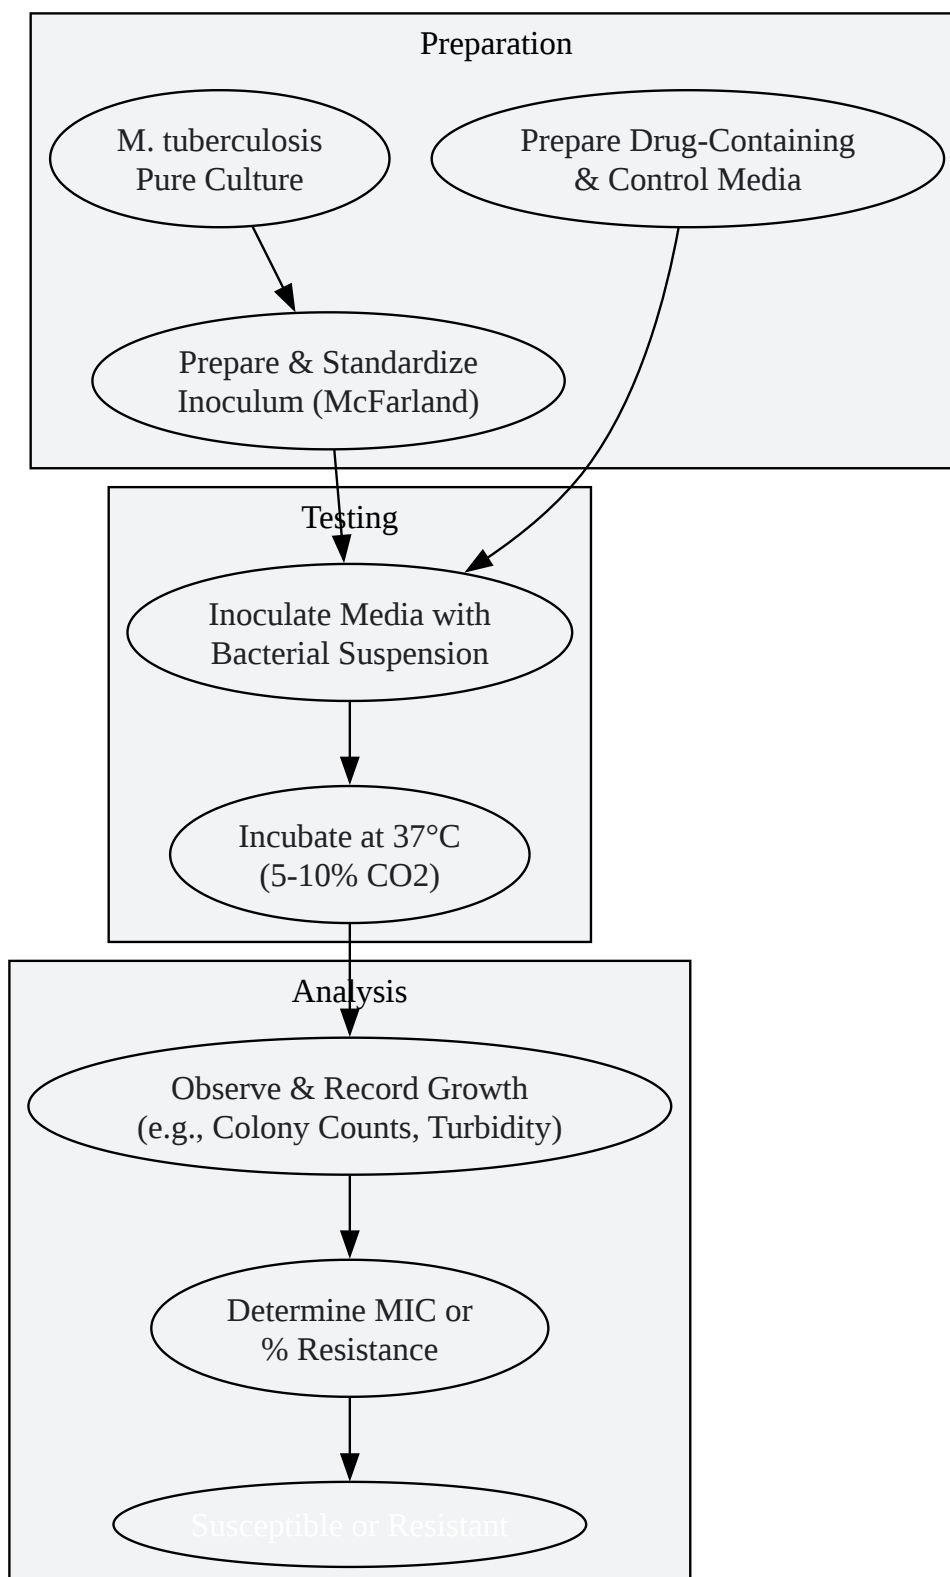 Preparation
M. tuberculosis
Pure Culture
Prepare Drug-Containing
& Control Media
Prepare & Standardize
Inoculum (McFarland)
Testing
Inoculate Media with
Bacterial Suspension
Incubate at 37°C
(5-10% CO2)
Analysis
Observe & Record Growth
(e.g., Colony Counts, Turbidity)
Determine MIC or
% Resistance
Susceptible or Resistant